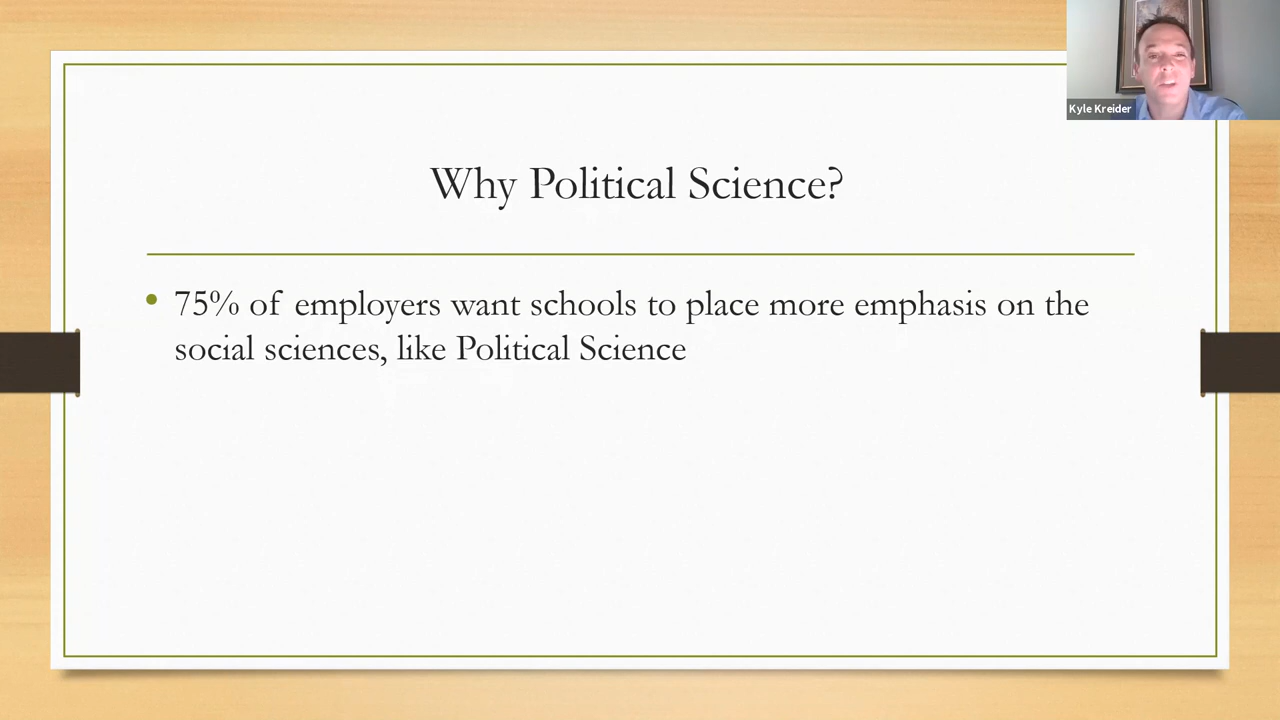 Kyle Kreider
Why Political Science?
• 75% of employers want schools to place more emphasis on the
social sciences, like Political Science